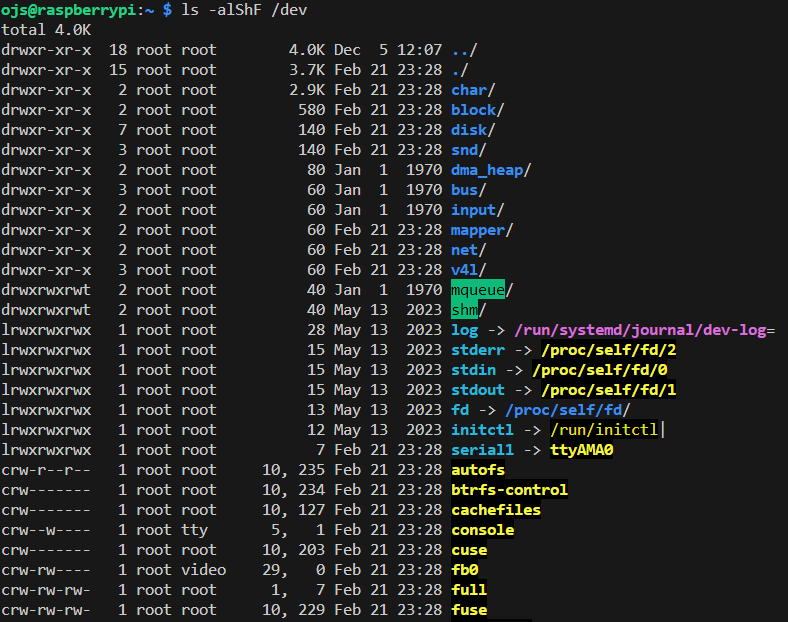 ojs@raspberrypi:~ $ ls -alShF /dev
total 4.0K
drwxr-xr-x  18 root root        4.0K Dec  5 12:07 ../
drwxr-xr-x  15 root root        3.7K Feb 21 23:28 ./
drwxr-xr-x   2 root root        2.9K Feb 21 23:28 char/
drwxr-xr-x   2 root root         580 Feb 21 23:28 block/
drwxr-xr-x   7 root root         140 Feb 21 23:28 disk/
drwxr-xr-x   3 root root         140 Feb 21 23:28 snd/
drwxr-xr-x   2 root root          80 Jan  1  1970 dma_heap/
drwxr-xr-x   3 root root          60 Jan  1  1970 bus/
drwxr-xr-x   2 root root          60 Jan  1  1970 input/
drwxr-xr-x   2 root root          60 Feb 21 23:28 mapper/
drwxr-xr-x   2 root root          60 Feb 21 23:28 net/
drwxr-xr-x   3 root root          60 Feb 21 23:28 v4l/
drwxrwxrwt   2 root root          40 Jan  1  1970 mqueue/
drwxrwxrwt   2 root root          40 May 13  2023 shm/
lrwxrwxrwx   1 root root          28 May 13  2023 log -> /run/systemd/journal/dev-log=
lrwxrwxrwx   1 root root          15 May 13  2023 stderr -> /proc/self/fd/2
lrwxrwxrwx   1 root root          15 May 13  2023 stdin -> /proc/self/fd/0
lrwxrwxrwx   1 root root          15 May 13  2023 stdout -> /proc/self/fd/1
lrwxrwxrwx   1 root root          13 May 13  2023 fd -> /proc/self/fd/
lrwxrwxrwx   1 root root          12 May 13  2023 initctl -> /run/initctl|
lrwxrwxrwx   1 root root           7 Feb 21 23:28 serial1 -> ttyAMA0
crw-r--r--   1 root root     10, 235 Feb 21 23:28 autofs
crw-------   1 root root     10, 234 Feb 21 23:28 btrfs-control
crw-------   1 root root     10, 127 Feb 21 23:28 cachefiles
crw--w----   1 root tty       5,   1 Feb 21 23:28 console
crw-------   1 root root     10, 203 Feb 21 23:28 cuse
crw-rw----   1 root video    29,   0 Feb 21 23:28 fb0
crw-rw-rw-   1 root root      1,   7 Feb 21 23:28 full
crw-rw-rw-   1 root root     10, 229 Feb 21 23:28 fuse